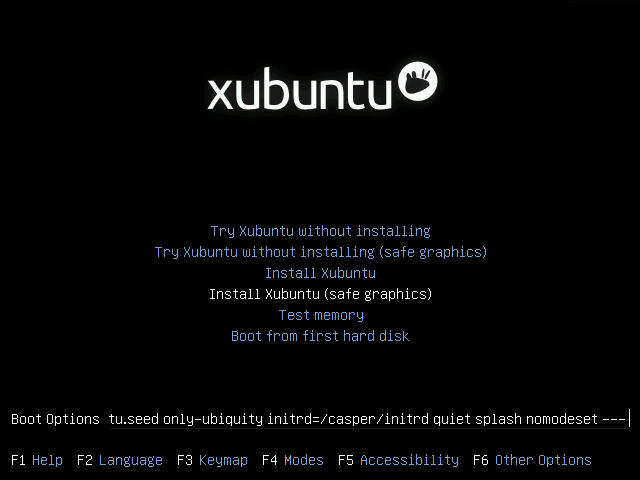 xubuntu
Try Xubuntu without installing
Try Xubuntu without installing (safe graphics)
Install Xubuntu
Install Xubuntu (safe graphics)
Test memory
Boot from first hard disk
Boot Options tu.seed only-ubiquity initrd=/casper/initrd quiet splash nomodeset ---
F1 Help F2 Language F3 Keymap F4 Modes F5 Accessibility F6 Other Options